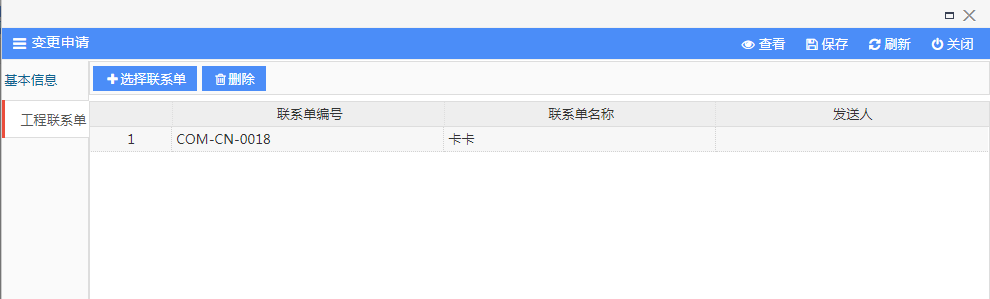 变更申请 查看 保存 刷新 关闭
基本信息 选择联系单 删除
工程联系单
联系单编号 联系单名称 发送人
1 COM-CN-0018 卡卡